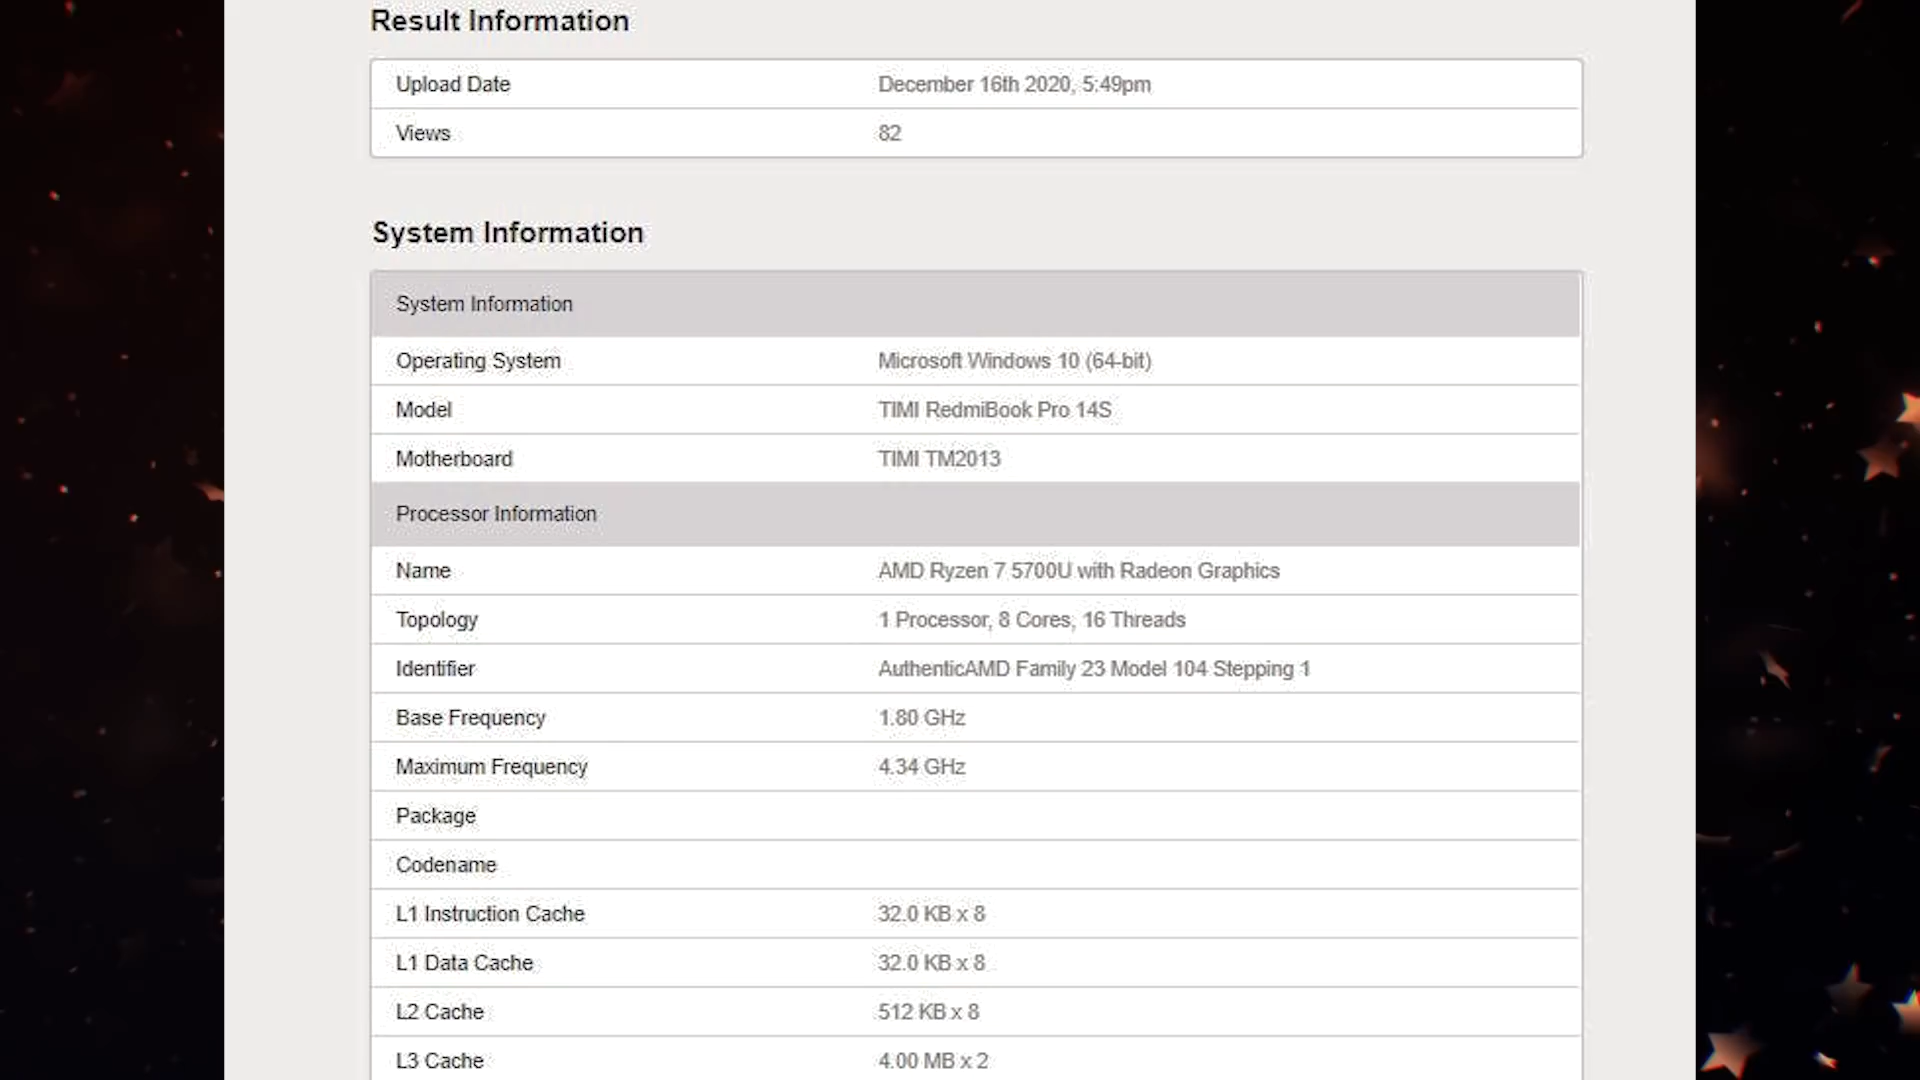 Result Information
Upload Date December 16th 2020, 5:49pm
Views 82
System Information
System Information
Operating System Microsoft Windows 10 (64-bit)
Model TIMI RedmiBook Pro 14S
Motherboard TIMI TM2013
Processor Information
Name AMD Ryzen 7 5700U with Radeon Graphics
Topology 1 Processor, 8 Cores, 16 Threads
Identifier AuthenticAMD Family 23 Model 104 Stepping 1
Base Frequency 1.80 GHz
Maximum Frequency 4.34 GHz
Package
Codename
L1 Instruction Cache 32.0 KB x 8
L1 Data Cache 32.0 KB x 8
L2 Cache 512 KB x 8
L3 Cache 4.00 MB x 2